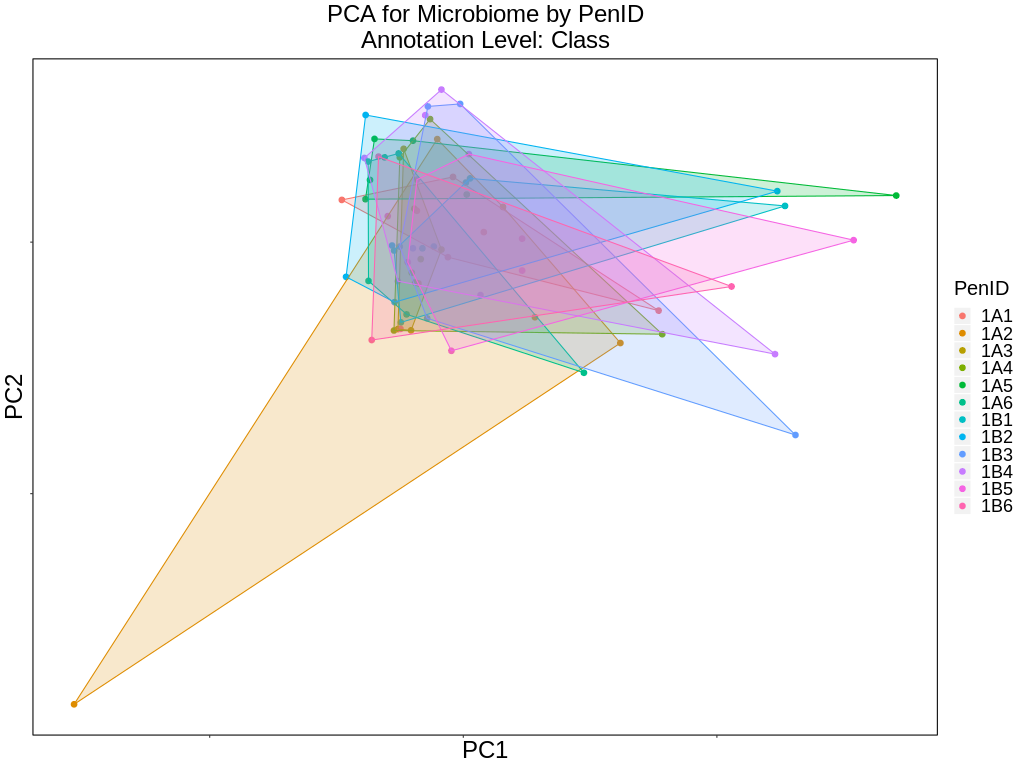 PCA for Microbiome by PenID
Annotation Level: Class
PC2
PC1
PenID
1A1
1A2
1A3
1A4
1A5
1A6
1B1
1B2
1B3
1B4
1B5
1B6